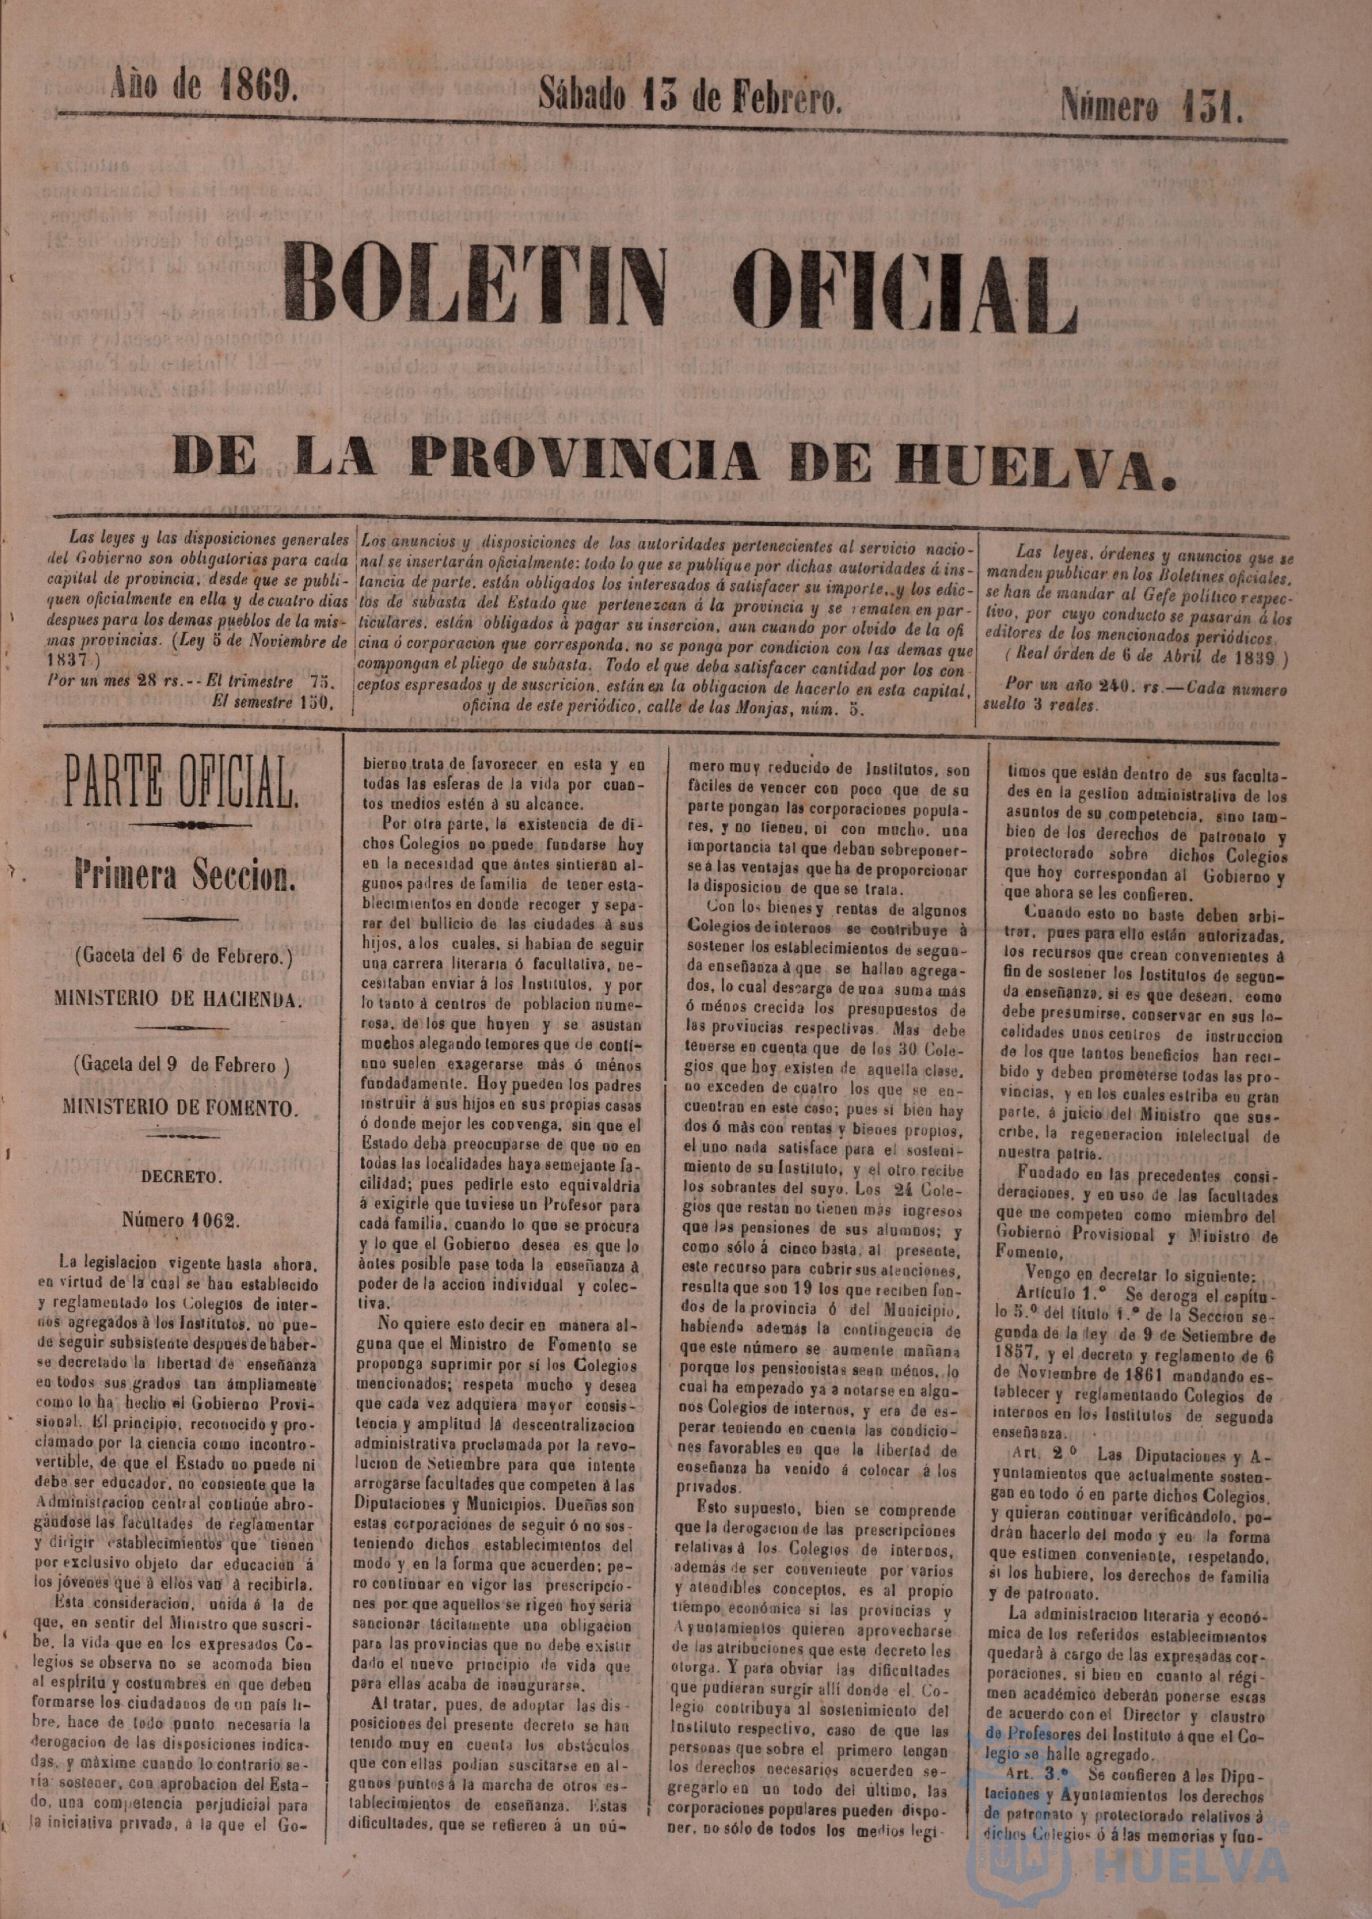 Año de 1869.
Sábado 13 de Febrero.
Número 131.
BOLETIN OFICIAL
DE LA PROVINCIA DE HUELVA.
Las leyes y las disposiciones generales
del Gobierno son obligatorias para cada
capital de provincia, desde que se publi-
quen oficialmente en ella y de cuatro dias
despues para los demas pueblos de la mis-
mas provincias. (Ley 5 de Noviembre de
1837.)
Por un mes 28 rs.-- El trimestre 75.
El semestre 150.
Los anuncios y disposiciones de las autoridades pertenecientes al servicio nacio-
nal se insertarán oficialmente: todo lo que se publique por dichas autoridades á ins-
tancia de parte, están obligados los interesados á satisfacer su importe, y los edic-
tos de subasta del Estado que pertenezcan á la provincia y se rematen en par-
ticulares, están obligados á pagar su insercion, aun cuando por olvido de la ofi
cina ó corporacion que corresponda, no se ponga por condicion con las demas que
compongan el pliego de subasta. Todo el que deba satisfacer cantidad por los con-
ceptos espresados y de suscricion, están en la obligacion de hacerlo en esta capital,
oficina de este periódico, calle de las Monjas, núm. 5.
Las leyes, órdenes y anuncios que se
manden publicar en los Boletines oficiales,
se han de mandar al Gefe político respec-
tivo, por cuyo conducto se pasarán á los
editores de los mencionados periódicos.
(Real órden de 6 de Abril de 1839.)
Por un año 240. rs.—Cada numero
suelto 3 reales.
PARTE OFICIAL.
Primera Seccion.
(Gaceta del 6 de Febrero.)
MINISTERIO DE HACIENDA.
(Gaceta del 9 de Febrero )
MINISTERIO DE FOMENTO.
DECRETO.
Número 1062.
La legislacion vigente hasta ahora,
en virtud de la cual se han establecido
y reglamentado los Colegios de inter-
nos agregados á los Institutos, no pue-
de seguir subsistente despues de haber-
se decretado la libertad de enseñanza
en todos sus grados tan ámpliamente
como lo ha hecho el Gobierno Provi-
sional. El principio, reconocido y pro-
clamado por la ciencia como incontro-
vertible, de que el Estado no puede ni
debe ser educador, no consiente que la
Administracion central continúe abro-
gándose las facultades de reglamentar
y dirigir establecimientos que tienen
por exclusivo objeto dar educacion á
los jóvenes que á ellos van á recibirla.
Esta consideracion, unida á la de
que, en sentir del Ministro que suscri-
be, la vida que en los expresados Co-
legios se observa no se acomoda bien
al espíritu y costumbres en que deben
formarse los ciudadanos de un país li-
bre, hace de todo punto necesaria la
derogacion de las disposiciones indica-
das, y máxime cuando lo contrario se-
ría sostener, con aprobacion del Esta-
do, una competencia perjudicial para
la iniciativa privada, á la que el Go-
bierno trata de favorecer en esta y en
todas las esferas de la vida por cuan-
tos medios estén á su alcance.
Por otra parte, la existencia de di-
chos Colegios no puede fundarse hoy
en la necesidad que ántes sintieran al-
gunos padres de familia de tener esta-
blecimientos en donde recoger y sepa-
rar del bullicio de las ciudades á sus
hijos, a los cuales, si habian de seguir
una carrera literaria ó facultativa, ne-
cesitaban enviar á los Institutos, y por
lo tanto á centros de poblacion nume-
rosa, de los que huyen y se asustan
muchos alegando temores que de contí-
nuo suelen exagerarse más ó ménos
fundadamente. Hoy pueden los padres
instruir á sus hijos en sus propias casas
ó donde mejor les convenga, sin que el
Estado deba preocuparse de que no en
todas las localidades haya semejante fa-
cilidad; pues pedirle esto equivaldria
á exigirle que tuviese un Profesor para
cada familia, cuando lo que se procura
y lo que el Gobierno desea es que lo
ántes posible pase toda la enseñanza á
poder de la accion individual y colec-
tiva.
No quiere esto decir en manera al-
guna que el Ministro de Fomento se
proponga suprimir por sí los Colegios
mencionados; respeta mucho y desea
que cada vez adquiera mayor consis-
tencia y amplitud la descentralizacion
administrativa proclamada por la revo-
lucion de Setiembre para que intente
arrogarse facultades que competen á las
Diputaciones y Municipios. Dueñas son
estas corporaciones de seguir ó no sos-
teniendo dichos establecimientos del
modo y en la forma que acuerden; pe-
ro continuar en vigor las prescripcio-
nes por que aquellos se rigen hoy seria
sancionar tácitamente una obligacion
para las provincias que no debe existir
dado el nuevo principio de vida que
para ellas acaba de inaugurarse.
Al tratar, pues, de adoptar las dis-
posiciones del presente decreto se han
tenido muy en cuenta los obstáculos
que con ellas podian suscitarse en al-
gunos puntos á la marcha de otros es-
tablecimientos de enseñanza. Estas
dificultades, que se refieren á un nú-
mero muy reducido de Institutos, son
fáciles de vencer con poco que de su
parte pongan las corporaciones popula-
res, y no tienen, ni con mucho, una
importancia tal que deban sobreponer-
se á las ventajas que ha de proporcionar
la disposicion de que se trata.
Con los bienes y rentas de algunos
Colegios de internos se contribuye á
sostener los establecimientos de segun-
da enseñanza á que se hallan agrega-
dos, lo cual descarga de una suma más
ó ménos crecida los presupuestos de
las provincias respectivas. Mas debe
tenerse en cuenta que de los 30 Cole-
gios que hoy existen de aquella clase,
no exceden de cuatro los que se en-
cuentran en este caso; pues si bien hay
dos ó más con rentas y bienes propios,
el uno nada satisface para el sosteni-
miento de su Instituto, y el otro recibe
los sobrantes del suyo. Los 24 Cole-
gios que restan no tienen más ingresos
que las pensiones de sus alumnos; y
como sólo á cinco basta, al presente,
este recurso para cubrir sus atenciones,
resulta que son 19 los que reciben fon-
dos de la provincia ó del Municipio,
habiendo además la contingencia de
que este número se aumente mañana
porque los pensionistas sean ménos, lo
cual ha empezado ya a notarse en algu-
nos Colegios de internos, y era de es-
perar teniendo en cuenta las condicio-
nes favorables en que la libertad de
enseñanza ha venido á colocar á los
privados.
Esto supuesto, bien se comprende
que la derogacion de las prescripciones
relativas á los Colegios de internos,
además de ser conveniente por varios
y atendibles conceptos, es al propio
tiempo económica si las provincias y
Ayuntamientos quieren aprovecharse
de las atribuciones que este decreto les
otorga. Y para obviar las dificultades
que pudieran surgir allí donde el Co-
legio contribuya al sostenimiento del
Instituto respectivo, caso de que las
personas que sobre el primero tengan
los derechos necesarios acuerden se-
gregarlo en un todo del último, las
corporaciones populares pueden dispo-
ner, no sólo de todos los medios legí-
timos que están dentro de sus faculta-
des en la gestion administrativa de los
asuntos de su competencia, sino tam-
bien de los derechos de patronato y
protectorado sobre dichos Colegios
que hoy correspondan al Gobierno y
que ahora se les confieren.
Cuando esto no baste deben arbi-
trar, pues para ello están autorizadas,
los recursos que crean convenientes á
fin de sostener los Institutos de segun-
da enseñanza, si es que desean, como
debe presumirse, conservar en sus lo-
calidades unos centros de instruccion
de los que tantos beneficios han reci-
bido y deben prometerse todas las pro-
vincias, y en los cuales estriba en gran
parte, á juicio del Ministro que sus-
cribe, la regeneracion intelectual de
nuestra patria.
Fundado en las precedentes consi-
deraciones, y en uso de las facultades
que me competen como miembro del
Gobierno Provisional y Ministro de
Fomento,
Vengo en decretar lo siguiente:
Artículo 1.º Se deroga el capítu-
lo 5.º del título 1.º de la Seccion se-
gunda de la ley de 9 de Setiembre de
1857, y el decreto y reglamento de 6
de Noviembre de 1861 mandando es-
tablecer y reglamentando Colegios de
internos en los Institutos de segunda
enseñanza.
Art. 2º Las Diputaciones y A-
yuntamientos que actualmente sosten-
gan en todo ó en parte dichos Colegios,
y quieran continuar verificándolo, po-
drán hacerlo del modo y en la forma
que estimen conveniente, respetando,
si los hubiere, los derechos de familia
y de patronato.
La administracion literaria y econó-
mica de los referidos establecimientos
quedará á cargo de las expresadas cor-
poraciones, si bien en cuanto al régi-
men académico deberán ponerse estas
de acuerdo con el Director y claustro
de Profesores del Instituto á que el Co-
legio se halle agregado.
Art. 3.º Se confieren á las Dipu-
taciones y Ayuntamientos los derechos
de patronato y protectorado relativos á
dichos Colegios ó á las memorias y fun-
de
HUELVA